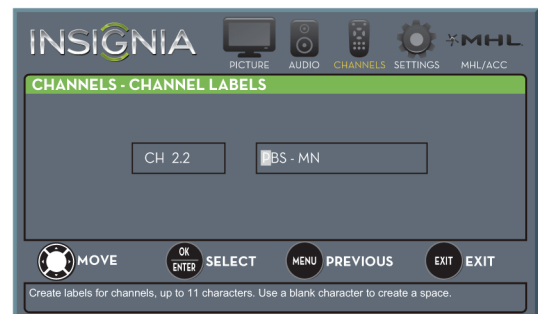 INSIGNIA
PICTURE AUDIO CHANNELS SETTINGS MHL MHL/ACC
CHANNELS - CHANNEL LABELS
CH 2.2 PBS - MN
MOVE OK ENTER SELECT MENU PREVIOUS EXIT EXIT
Create labels for channels, up to 11 characters. Use a blank character to create a space.